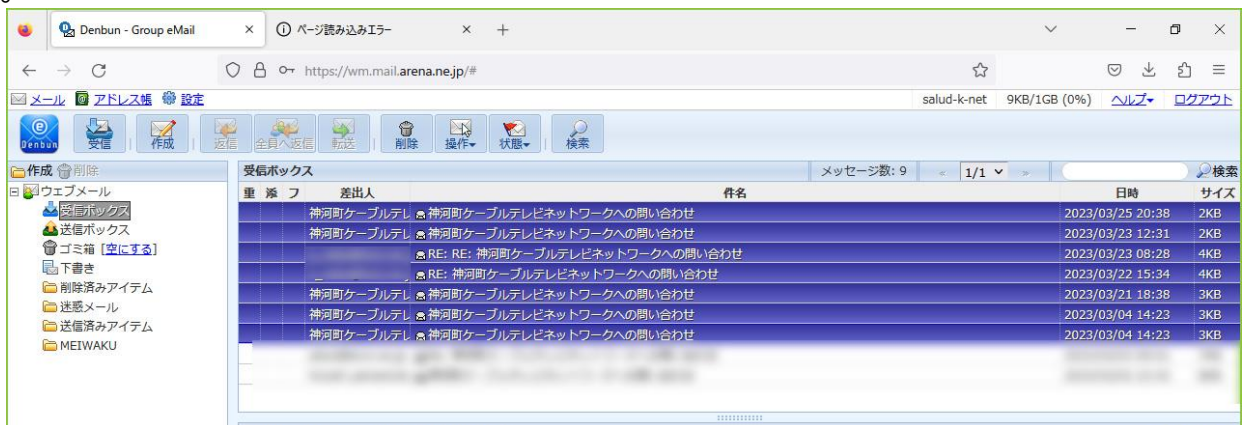 Denbun - Group eMail × ページ読み込みエラー × +
https://wm.mail.arena.ne.jp/#
メール アドレス帳 設定 salud-k-net 9KB/1GB (0%) ヘルプ ログアウト
Denbun 受信 作成 返信 全員へ返信 転送 削除 操作 状態 検索
作成 削除 受信ボックス メッセージ数: 9 « 1/1 » 検索
重 添 フ 差出人 件名 日時 サイズ
ウェブメール
受信ボックス
送信ボックス
ゴミ箱 [空にする]
下書き
削除済みアイテム
迷惑メール
送信済みアイテム
MEIWAKU
神河町ケーブルテレ 神河町ケーブルテレビネットワークへの問い合わせ 2023/03/25 20:38 2KB
神河町ケーブルテレ 神河町ケーブルテレビネットワークへの問い合わせ 2023/03/23 12:31 2KB
RE: RE: 神河町ケーブルテレビネットワークへの問い合わせ 2023/03/23 08:28 4KB
RE: 神河町ケーブルテレビネットワークへの問い合わせ 2023/03/22 15:34 4KB
神河町ケーブルテレ 神河町ケーブルテレビネットワークへの問い合わせ 2023/03/21 18:38 3KB
神河町ケーブルテレ 神河町ケーブルテレビネットワークへの問い合わせ 2023/03/04 14:23 3KB
神河町ケーブルテレ 神河町ケーブルテレビネットワークへの問い合わせ 2023/03/04 14:23 3KB